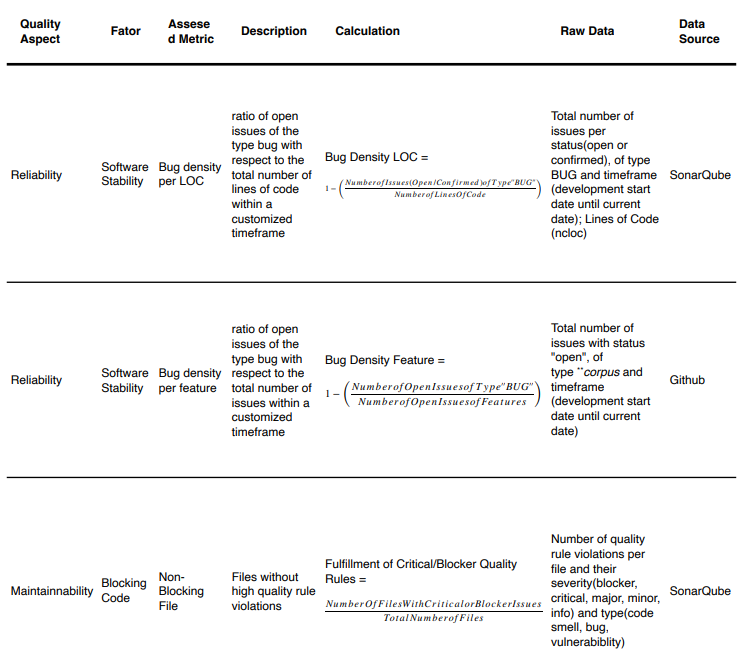 Quality Aspect
Fator
Assese
d Metric
Description
Calculation
Raw Data
Data Source
Reliability
Software
Stability
Bug density
per LOC
ratio of open
issues of the
type bug with
respect to the
total number of
lines of code
within a
customized
timeframe
Bug Density LOC =
1 − (NumberofIssues(Open/Confirmed)ofType"BUG" / NumberofLinesOfCode)
Total number of
issues per
status(open or
confirmed), of type
BUG and timeframe
(development start
date until current
date); Lines of Code
(ncloc)
SonarQube
Reliability
Software
Stability
Bug density
per feature
ratio of open
issues of the
type bug with
respect to the
total number of
issues within a
customized
timeframe
Bug Density Feature =
1 − (NumberofOpenIssuesofType"BUG" / NumberofOpenIssuesofFeatures)
Total number of
issues with status
"open", of
type ``corpus and
timeframe
(development start
date until current
date)
Github
Maintainnability
Blocking
Code
Non-
Blocking
File
Files without
high quality rule
violations
Fulfillment of Critical/Blocker Quality
Rules =
NumberOfFilesWithCriticalorBlockerIssues
TotalNumberofFiles
Number of quality
rule violations per
file and their
severity(blocker,
critical, major, minor,
info) and type(code
smell, bug,
vulnerabiblity)
SonarQube